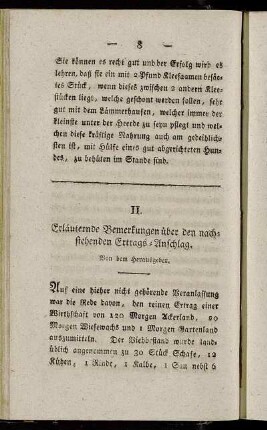 — 8 —
Sie können es recht gut und der Erfolg wird es
lehren, daß sie ein mit 2 Pfund Kleesaamen besäe-
tes Stück, wenn dieses zwischen 2 andern Klee-
stücken liegt, welche geschont werden sollen, sehr
gut mit dem Lämmerhaufen, welcher immer der
kleinste unter der Heerde zu seyn pflegt und wel-
chen diese kräftige Nahrung auch am gedeihlich-
sten ist, mit Hülfe eines gut abgerichteten Hun-
des, zu behüten im Stande sind.
II.
Erläuternde Bemerkungen über den nach-
stehenden Ertrags-Anschlag.
Von dem Herausgeber.
Auf eine hieher nicht gehörende Veranlassung
war die Rede davon, den reinen Ertrag einer
Wirthschaft von 120 Morgen Ackerland, 20
Morgen Wiesewachs und 1 Morgen Gartenland
auszumitteln. Der Viehbestand wurde land-
üblich angenommen zu 30 Stück Schafe, 12
Kühen, 1 Rinde, 1 Kalbe, 1 Sau nebst 6